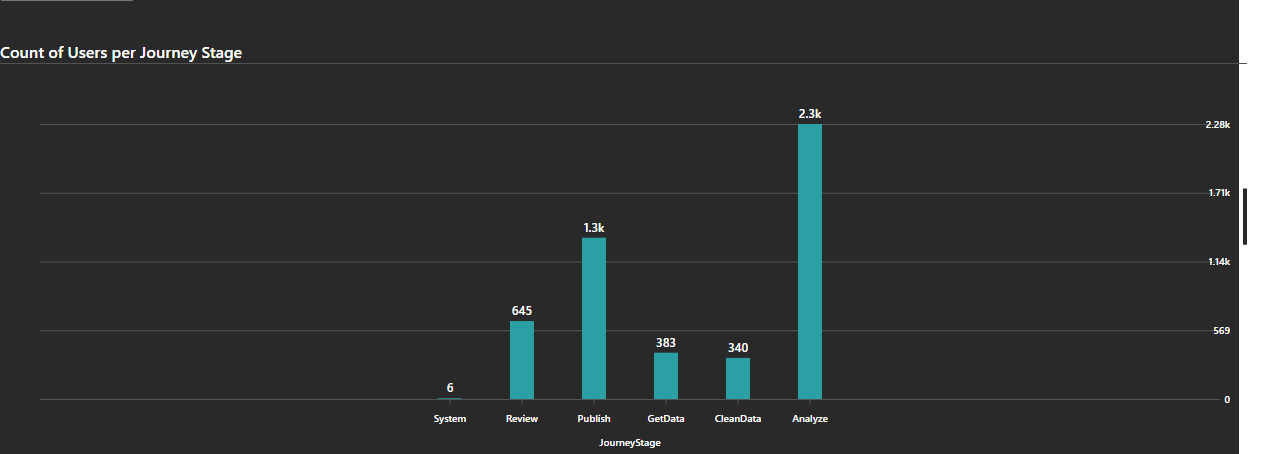 Count of Users per Journey Stage
2.3k
2.28k
1.71k
1.3k
1.14k
645
569
383
340
6
0
System Review Publish GetData CleanData Analyze
JourneyStage